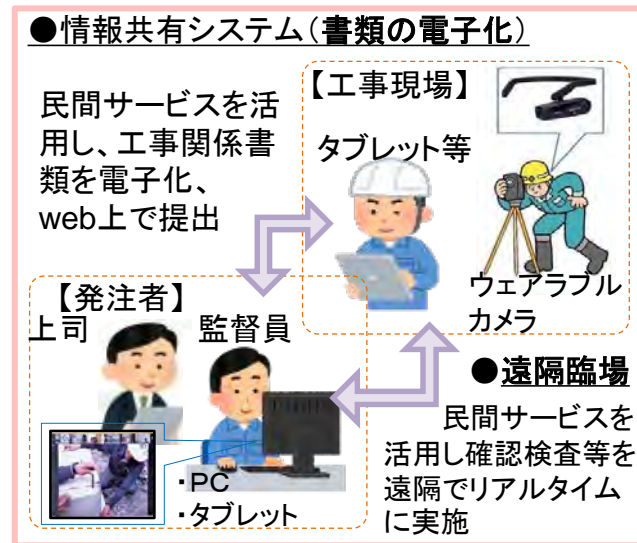 ●情報共有システム(書類の電子化)
民間サービスを活
用し、工事関係書
類を電子化、
web上で提出
【工事現場】
タブレット等
ウェアラブル
カメラ
【発注者】
上司 監督員
・PC
・タブレット
●遠隔臨場
民間サービスを
活用し確認検査等を
遠隔でリアルタイム
に実施